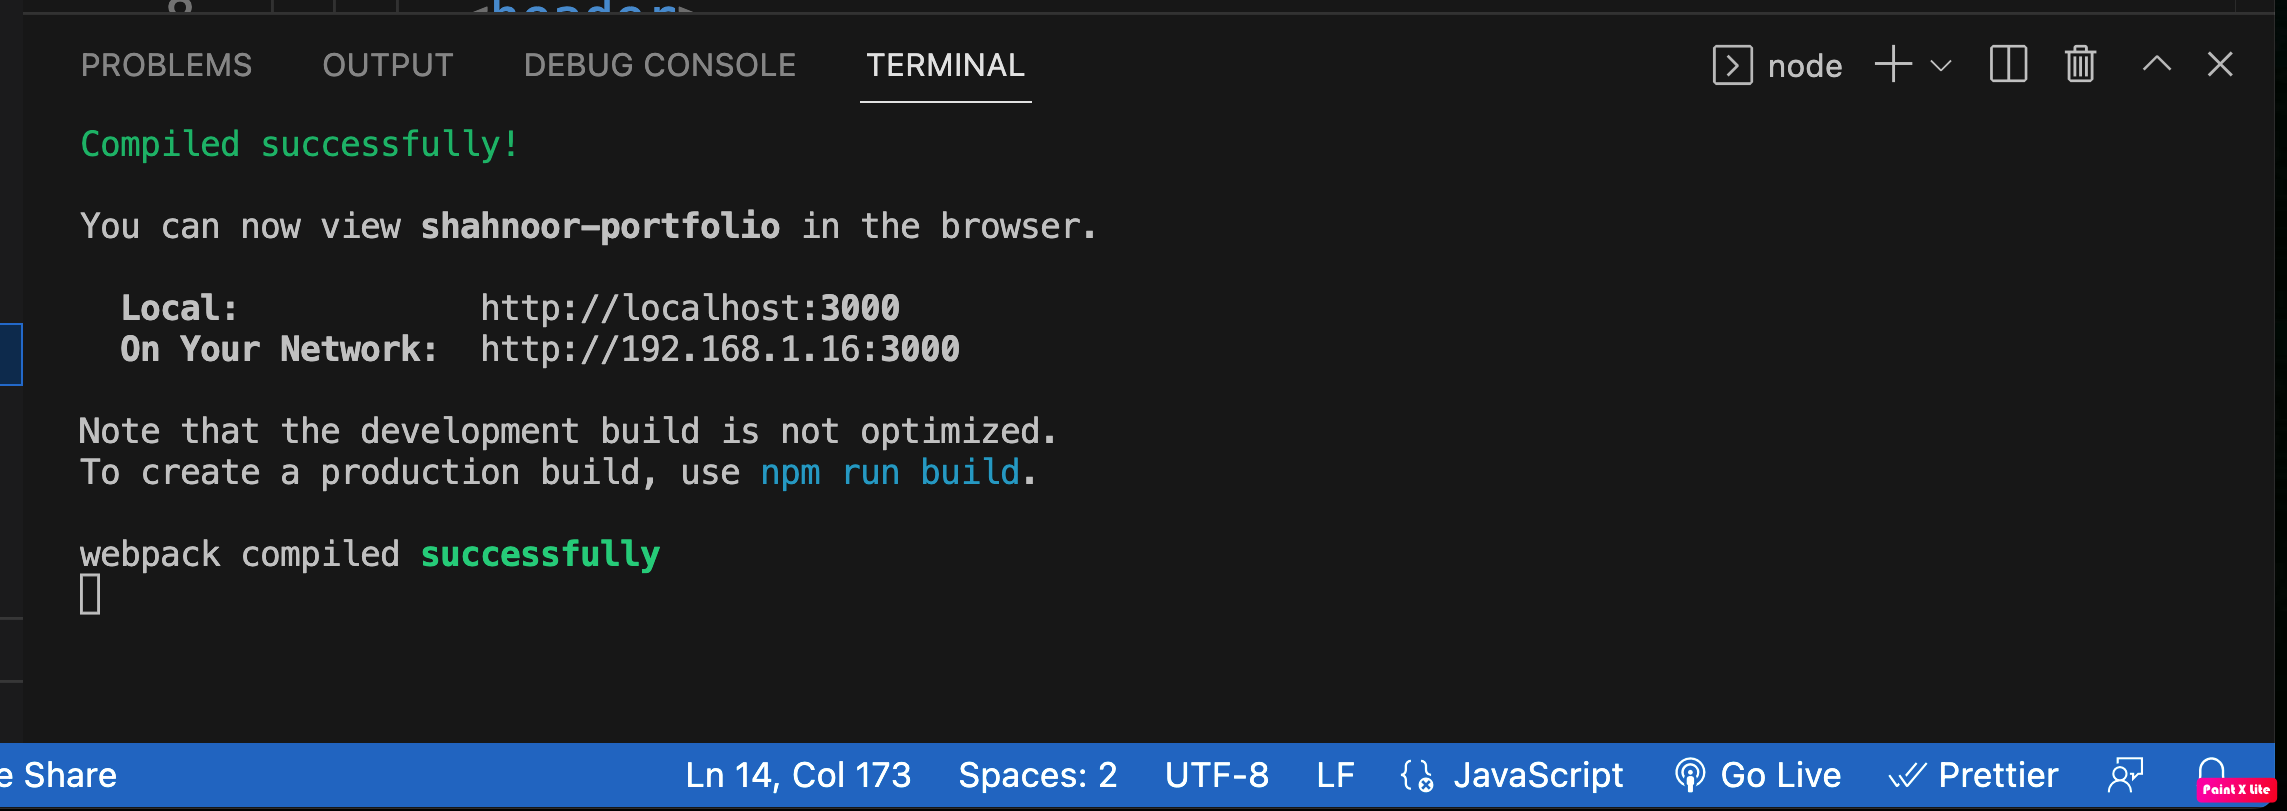 8 <header>
PROBLEMS OUTPUT DEBUG CONSOLE TERMINAL node
Compiled successfully!
You can now view shahnoor-portfolio in the browser.
Local: http://localhost:3000
On Your Network: http://192.168.1.16:3000
Note that the development build is not optimized.
To create a production build, use npm run build.
webpack compiled successfully
e Share Ln 14, Col 173 Spaces: 2 UTF-8 LF JavaScript Go Live Prettier
Paint X Lite